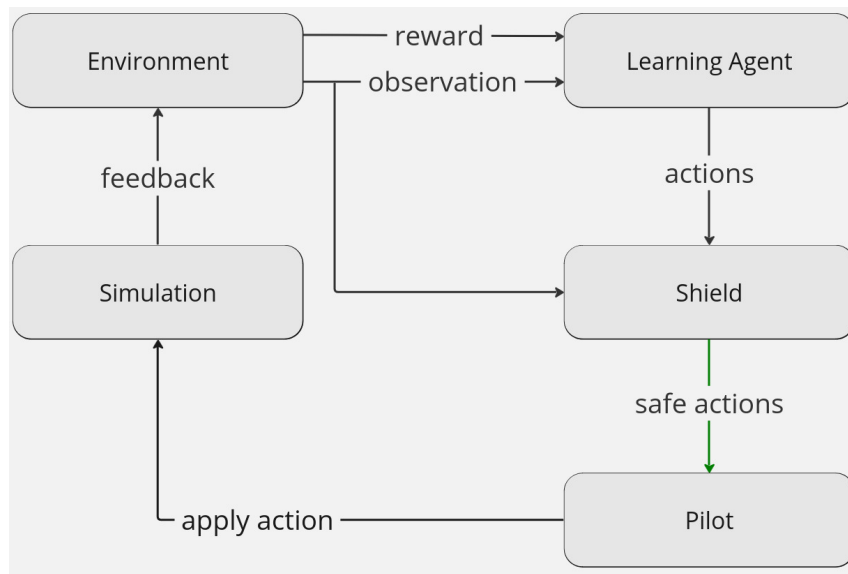 Environment
reward
observation
Learning Agent
feedback
actions
Simulation
Shield
safe actions
apply action
Pilot